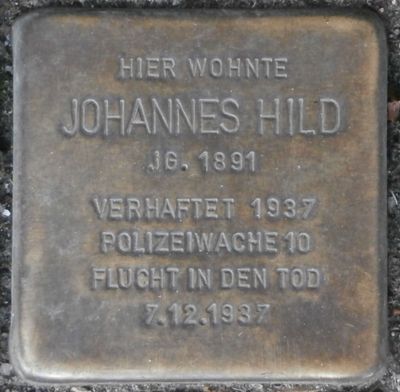 HIER WOHNTE
JOHANNES HILD
JG. 1891
VERHAFTET 1937
POLIZEIWACHE 10
FLUCHT IN DEN TOD
7.12.1937